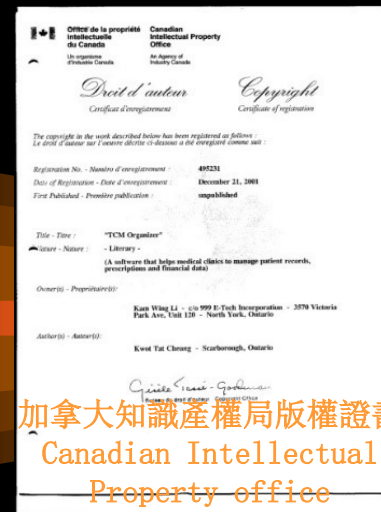 Office de la propriété
intellectuelle
du Canada
Un organisme
d'Industrie Canada
Canadian
Intellectual Property
Office
An Agency of
Industry Canada
Droit d'auteur
Certificat d'enregistrement
Copyright
Certificate of registration
The copyright in the work described below has been registered as follows :
Le droit d'auteur sur l'oeuvre décrite ci-dessous a été enregistré comme suit :
Registration No. - Numéro d'enregistrement : 495231
Date of Registration - Date d'enregistrement : December 21, 2001
First Published - Première publication : unpublished
Title - Titre : "TCM Organizer"
Nature - Nature : - Literary -
(A software that helps medical clinics to manage patient records,
prescriptions and financial data)
Owner(s) - Propriétaire(s):
Kam Wing Li - c/o 999 E-Tech Incorporation - 3570 Victoria
Park Ave, Unit 120 - North York, Ontario
Author(s) - Auteur(s):
Kwot Tat Cheung - Scarborough, Ontario
Bureau du droit d'auteur Copyright Office
加拿大知識產權局版權證書
Canadian Intellectual
Property office